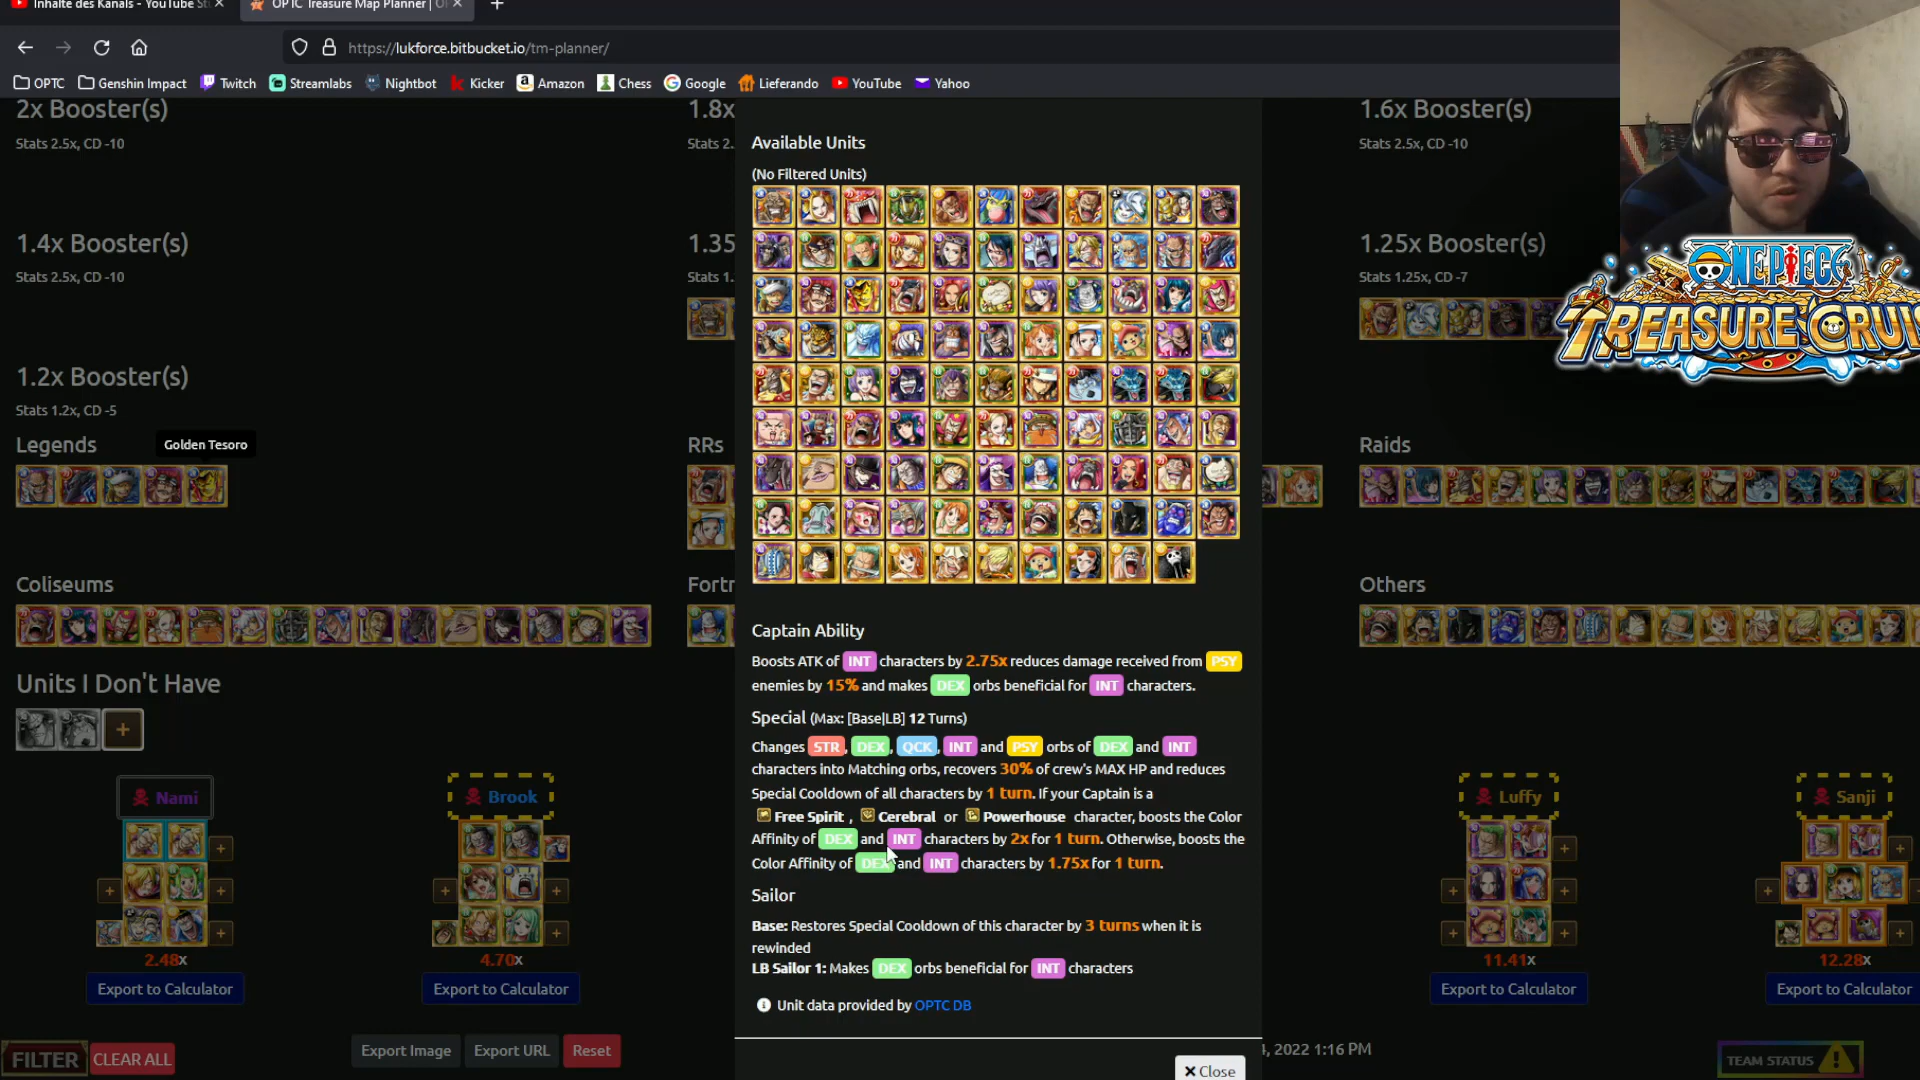 Inhalte des Kanals - YouTube St
OPTC Treasure Map Planner | O
https://lukforce.bitbucket.io/tm-planner/
OPTC
Genshin Impact
Twitch
Streamlabs
Nightbot
Kicker
Amazon
Chess
Google
Lieferando
YouTube
Yahoo
2x Booster(s)
Stats 2.5x, CD -10
1.8x
Stats 2.
1.6x Booster(s)
Stats 2.5x, CD -10
1.4x Booster(s)
Stats 2.5x, CD -10
1.35
Stats 1.
1.25x Booster(s)
Stats 1.25x, CD -7
1.2x Booster(s)
Stats 1.2x, CD -5
Legends
Golden Tesoro
RRs
Raids
Coliseums
Fortr
Others
Units I Don't Have
Available Units
(No Filtered Units)
Captain Ability
Boosts ATK of INT characters by 2.75x reduces damage received from PSY
enemies by 15% and makes DEX orbs beneficial for INT characters.
Special (Max: [Base|LB] 12 Turns)
Changes STR, DEX, QCK, INT and PSY orbs of DEX and INT
characters into Matching orbs, recovers 30% of crew's MAX HP and reduces
Special Cooldown of all characters by 1 turn. If your Captain is a
Free Spirit , Cerebral or Powerhouse character, boosts the Color
Affinity of DEX and INT characters by 2x for 1 turn. Otherwise, boosts the
Color Affinity of DEX and INT characters by 1.75x for 1 turn.
Sailor
Base: Restores Special Cooldown of this character by 3 turns when it is
rewinded
LB Sailor 1: Makes DEX orbs beneficial for INT characters
Unit data provided by OPTC DB
Close
Nami
2.48x
Export to Calculator
Brook
4.70x
Export to Calculator
Luffy
11.41x
Export to Calculator
Sanji
12.28x
Export to Calculator
FILTER
CLEAR ALL
Export Image
Export URL
Reset
4, 2022 1:16 PM
TEAM STATUS
ONE PIECE
TREASURE CRUIS